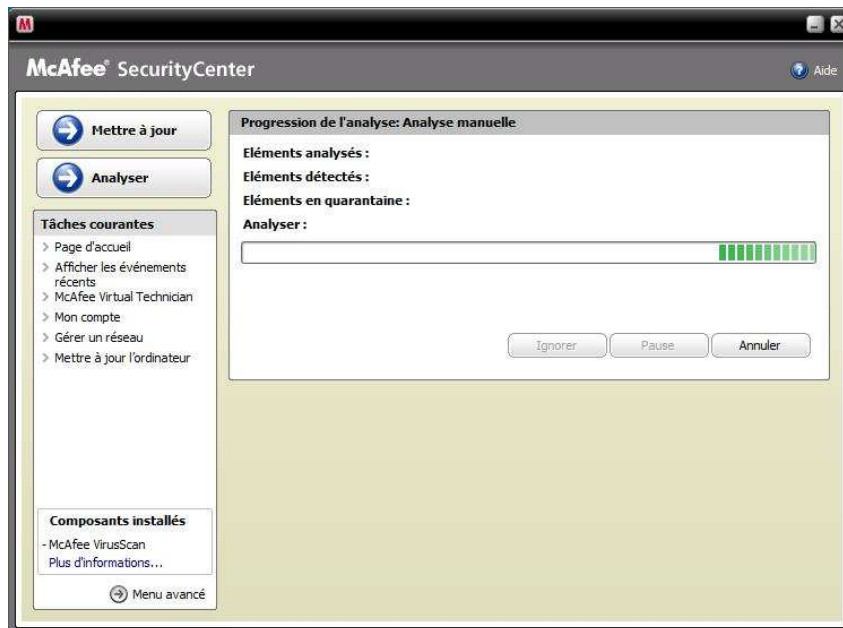 McAfee® SecurityCenter
Aide
Mettre à jour
Analyser
Tâches courantes
> Page d'accueil
> Afficher les événements
récents
> McAfee Virtual Technician
> Mon compte
> Gérer un réseau
> Mettre à jour l'ordinateur
Composants installés
- McAfee VirusScan
Plus d'informations...
Menu avancé
Progression de l'analyse: Analyse manuelle
Eléments analysés :
Eléments détectés :
Eléments en quarantaine :
Analyser :
Ignorer
Pause
Annuler